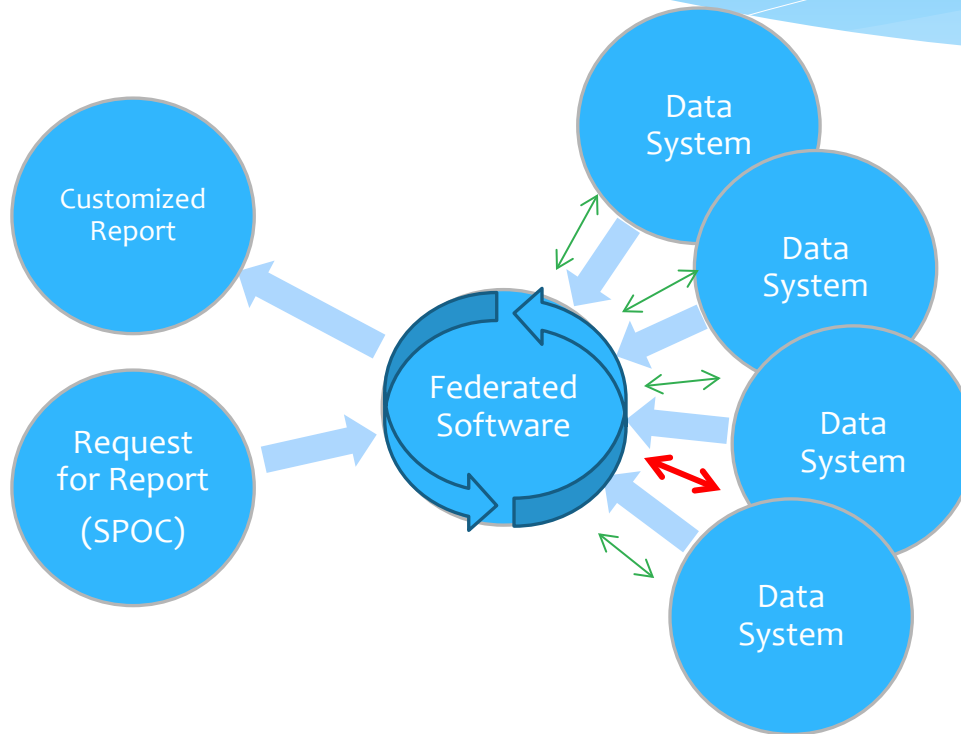 Customized
Report
Request
for Report
(SPOC)
Federated
Software
Data
System
Data
System
Data
System
Data
System